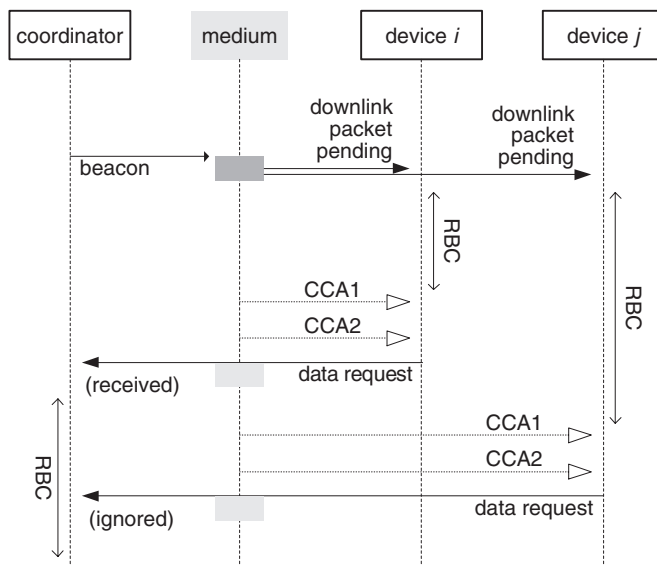 coordinator
medium
device i
device j
downlink
packet
pending
downlink
packet
pending
beacon
RBC
RBC
CCA1
CCA2
data request
(received)
CCA1
CCA2
RBC
data request
(ignored)